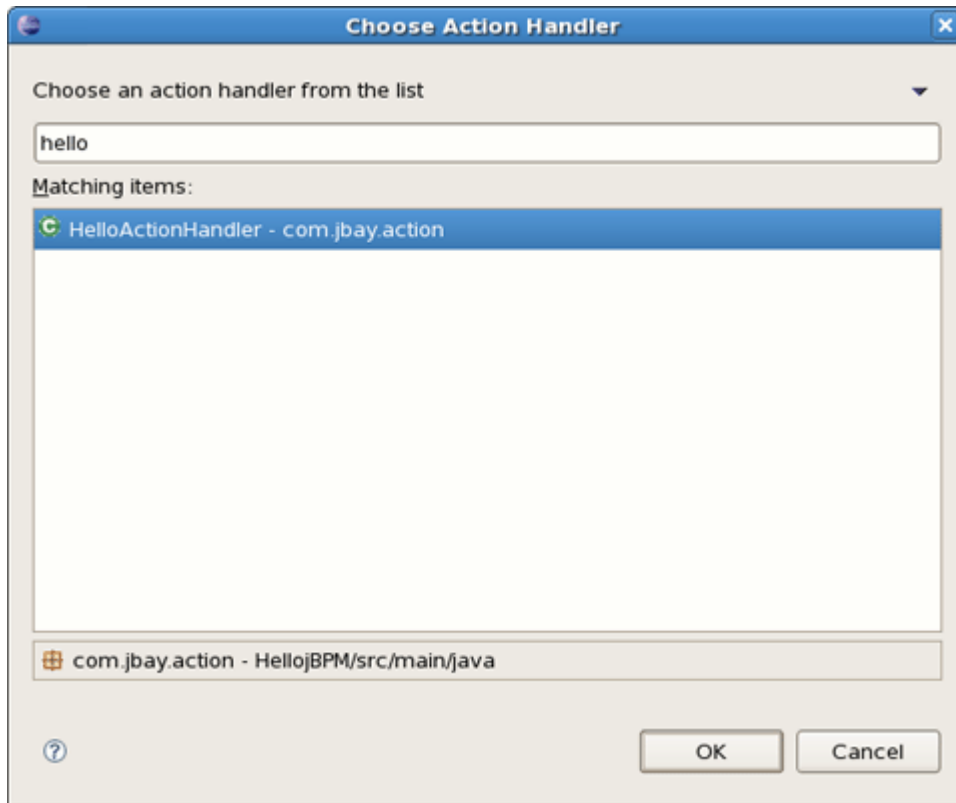 Choose Action Handler
Choose an action handler from the list
hello
Matching items:
HelloActionHandler - com.jbay.action
com.jbay.action - HellojBPM/src/main/java
OK Cancel